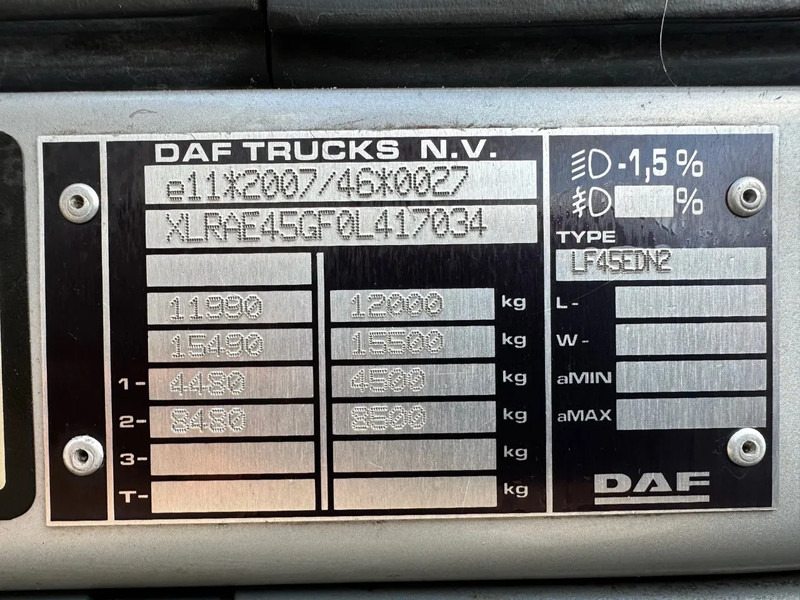 DAF TRUCKS N.V.
e11*2007/46*0027
XLRAE45GF0L417034
11990 12000 kg
15490 15500 kg
1- 4480 4500 kg
2- 8480 8500 kg
3- kg
T- kg
-1,5 %
%
TYPE
LF45EDN2
L-
W-
aMIN
aMAX
DAF